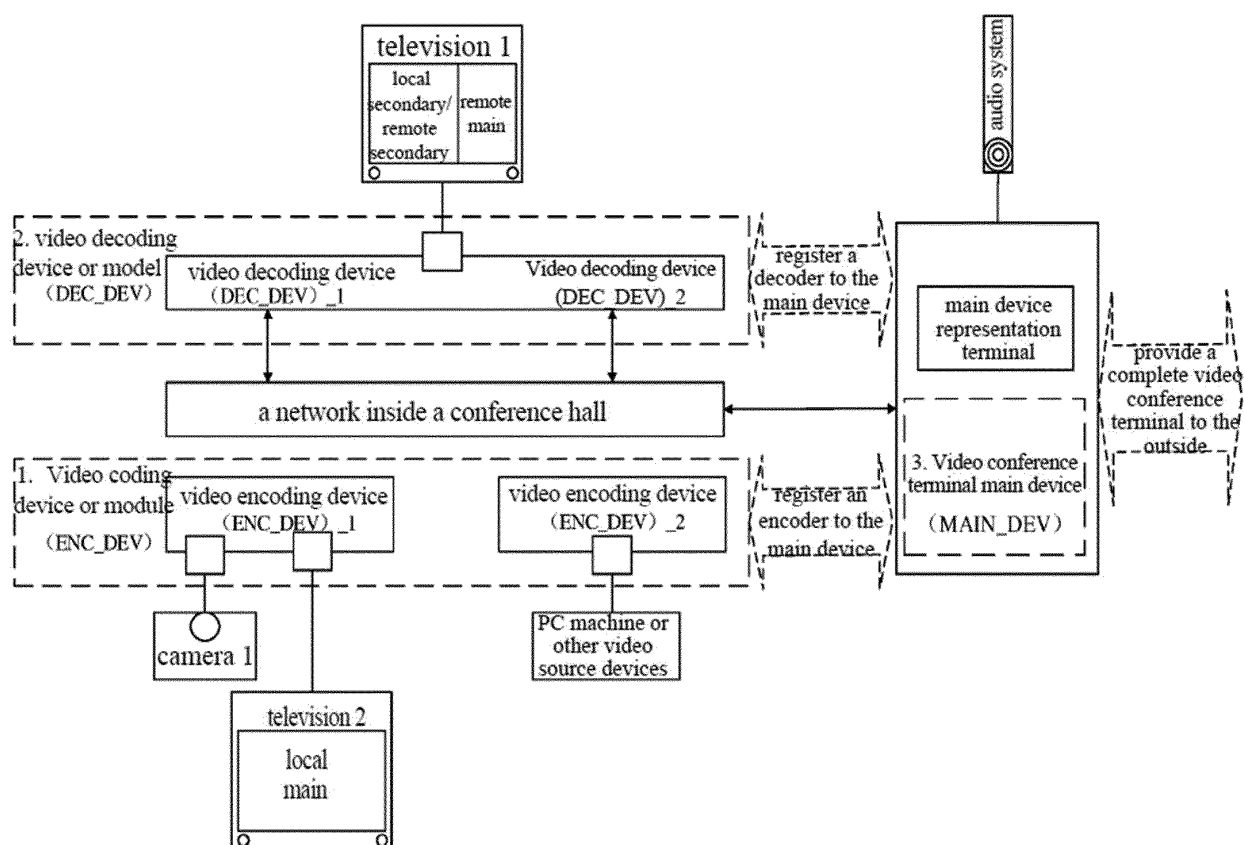 television 1
local
secondary/
remote
secondary
remote
main
audio system
2. video decoding
device or model
（DEC_DEV）
video decoding device
（DEC_DEV）_1
Video decoding device
(DEC_DEV)_2
register a
decoder to the
main device
main device
representation
terminal
provide a
complete video
conference
terminal to the
outside
a network inside a conference hall
1. Video coding
device or module
（ENC_DEV）
video encoding device
（ENC_DEV）_1
video encoding device
（ENC_DEV）_2
register an
encoder to the
main device
3. Video conference
terminal main device
（MAIN_DEV）
camera 1
PC machine or
other video
source devices
television 2
local
main